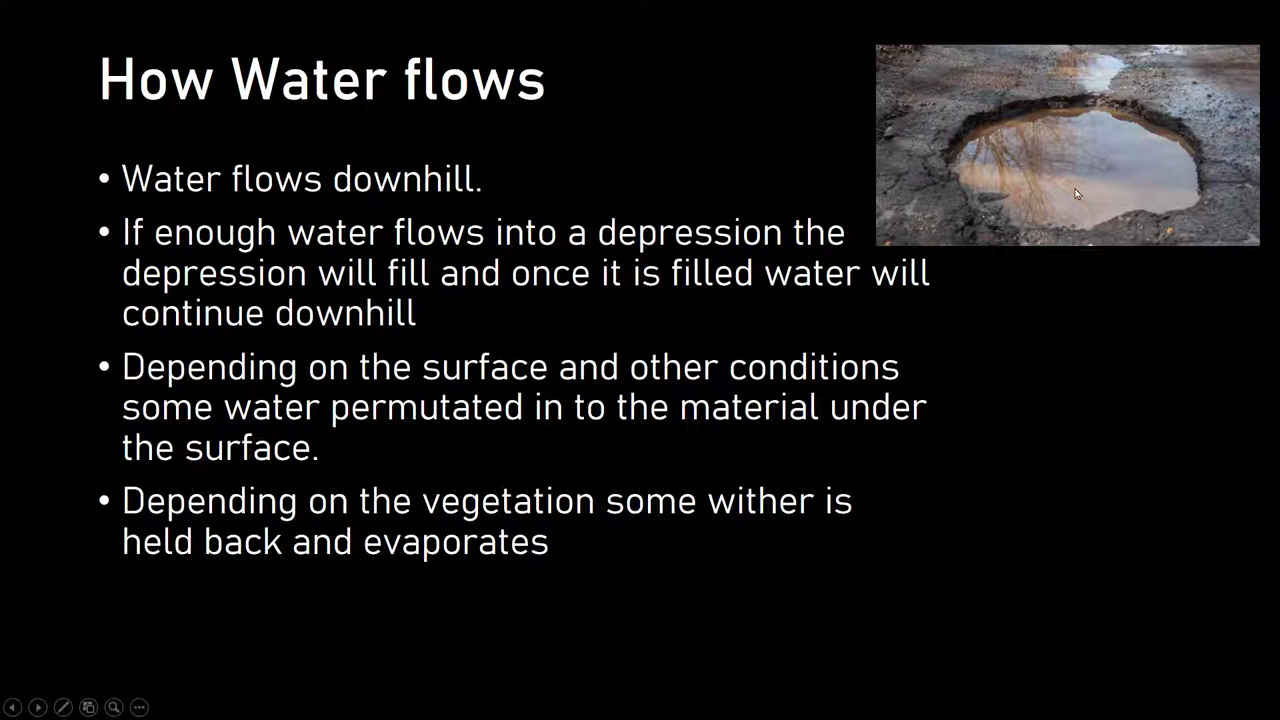 How Water flows
• Water flows downhill.
• If enough water flows into a depression the
depression will fill and once it is filled water will
continue downhill
• Depending on the surface and other conditions
some water permutated in to the material under
the surface.
• Depending on the vegetation some wither is
held back and evaporates